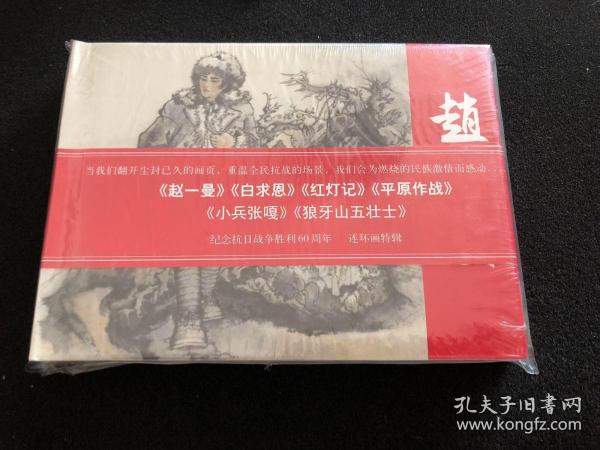 趙
当我们翻开尘封已久的画页，重温全民抗战的场景，我们会为燃烧的民族激情而感动...
《赵一曼》《白求恩》《红灯记》《平原作战》
《小兵张嘎》《狼牙山五壮士》
纪念抗日战争胜利60周年 连环画特辑
孔夫子旧书网
www.kongfz.com